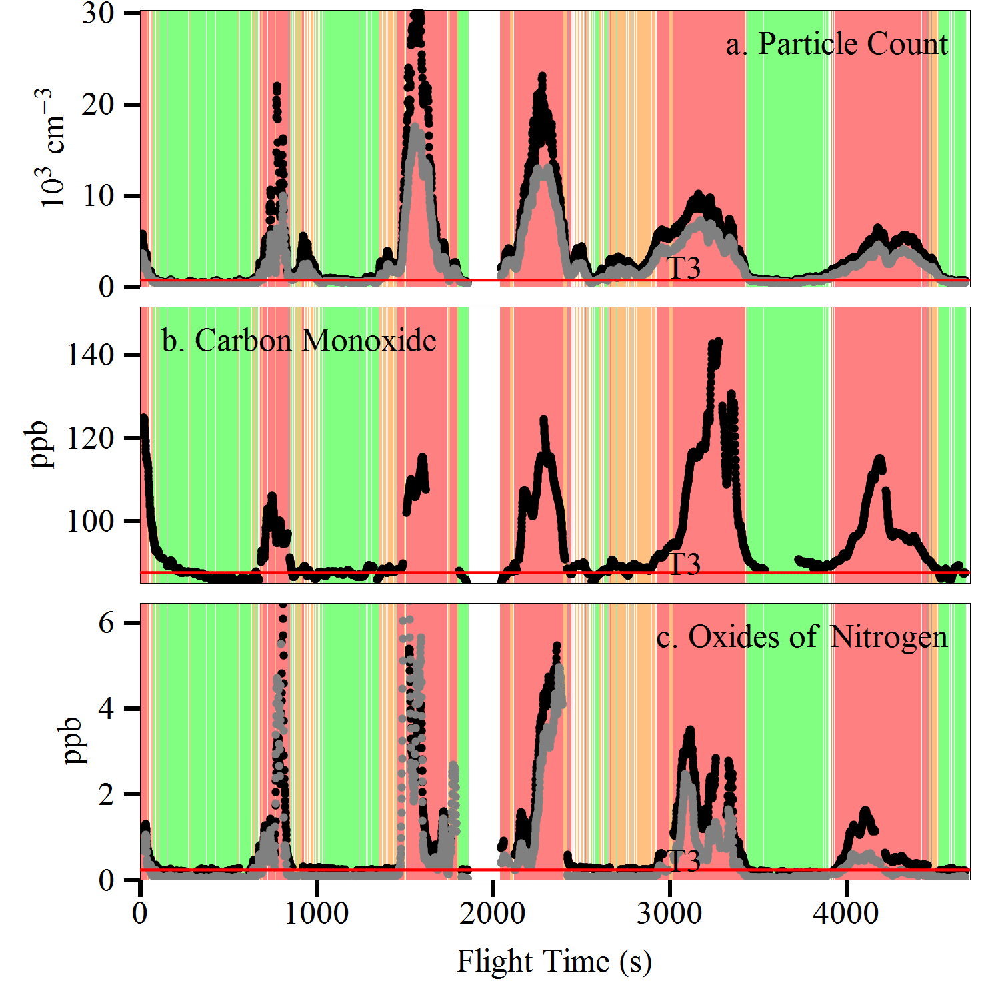 30
a. Particle Count
20
10³ cm⁻³
10
T3
0
b. Carbon Monoxide
140
120
ppb
100
T3
6
c. Oxides of Nitrogen
4
ppb
2
T3
0
0 1000 2000 3000 4000
Flight Time (s)